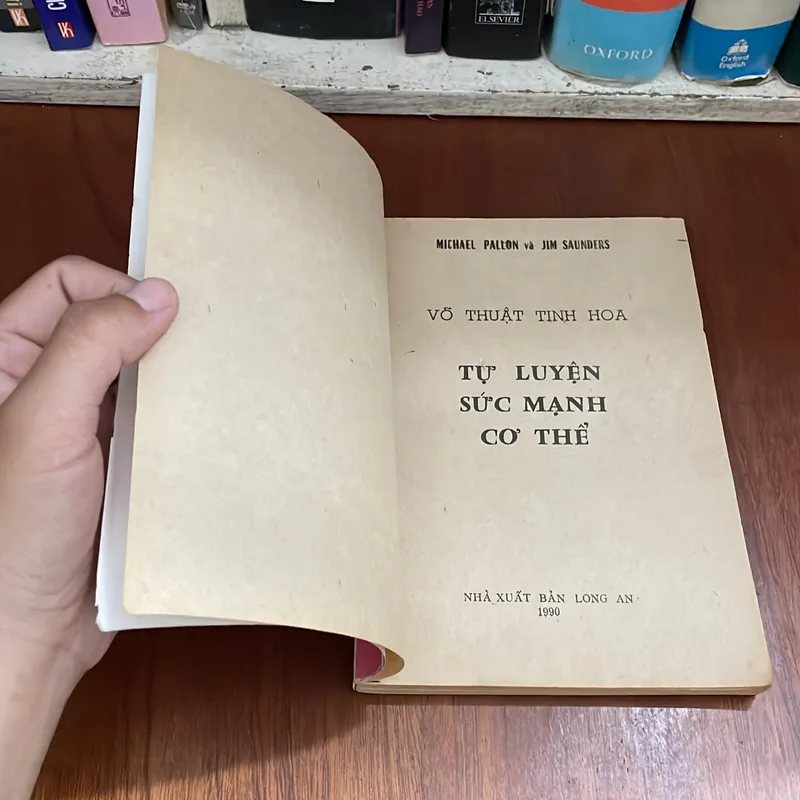 ELSEVIER
OXFORD
Oxford
English
MICHAEL PALLON và JIM SAUNDERS
VÕ THUẬT TINH HOA
TỰ LUYỆN
SỨC MẠNH
CƠ THỂ
NHÀ XUẤT BẢN LONG AN
1990